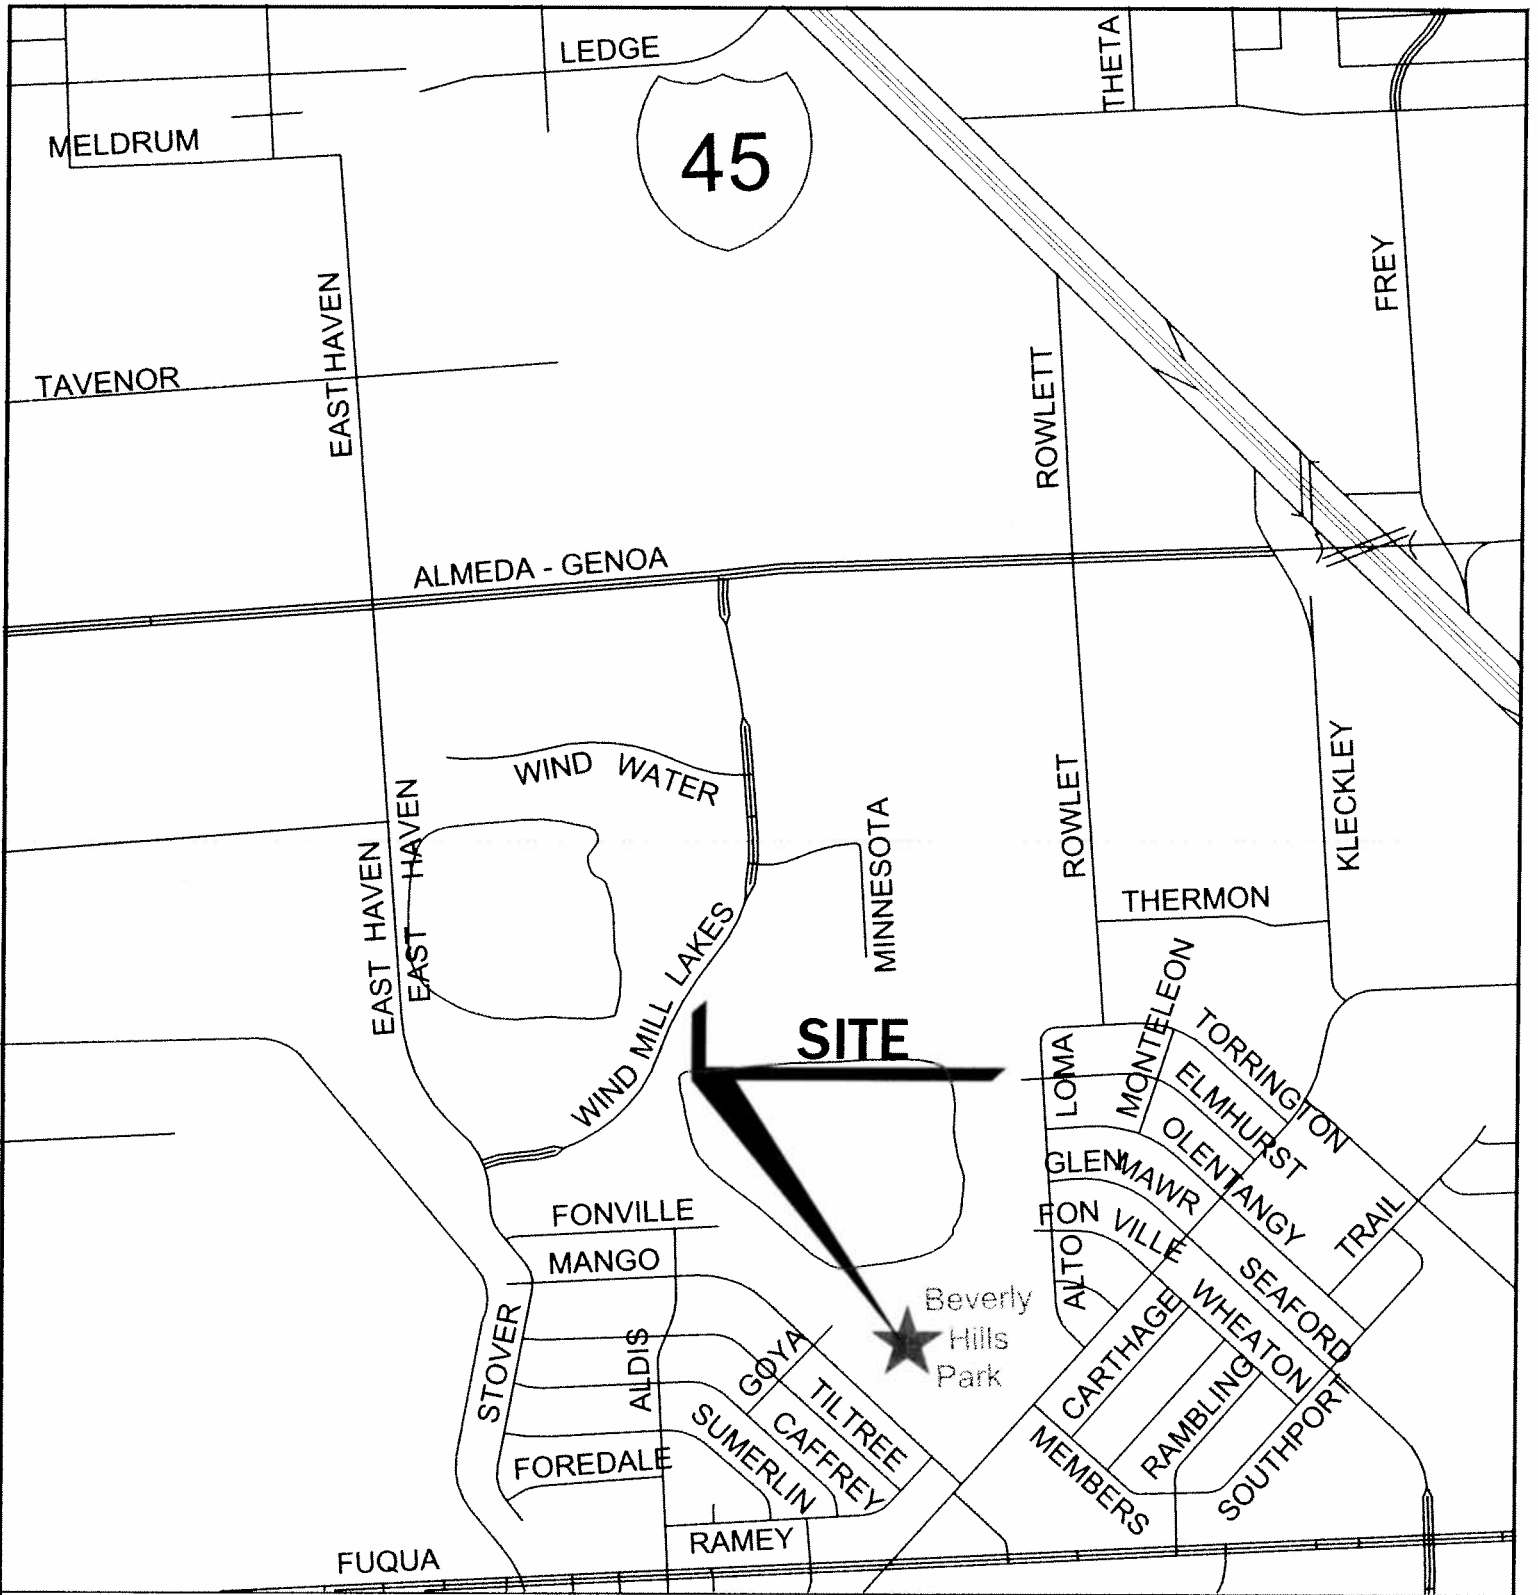 LEDGE
THETA
MELDRUM
45
FREY
EAST HAVEN
TAVENOR
ROWLETT
ALMEDA - GENOA
WIND WATER
KLECKLEY
EAST HAVEN
EAST HAVEN
MINNESOTA
ROWLET
THERMON
WIND MILL LAKES
SITE
LOMA
MONTELEON
TORRINGTON
ELMHURST
OLENTANGY
GLENMAWR
FONVILLE
FON VILLE
TRAIL
MANGO
ALTO
SEAFORD
Beverly
Hills
Park
STOVER
ALDIS
GOYA
CARTHAGE
WHEATON
TILTREE
CAFFREY
SUMERLIN
RAMBLING
SOUTHPORT
MEMBERS
FOREDALE
RAMEY
FUQUA